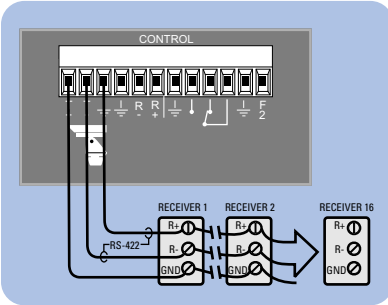 CONTROL
R R
- +
F
2
RECEIVER 1 RECEIVER 2 RECEIVER 16
R+ R+ R+
RS-422
R- R- R-
GND GND GND